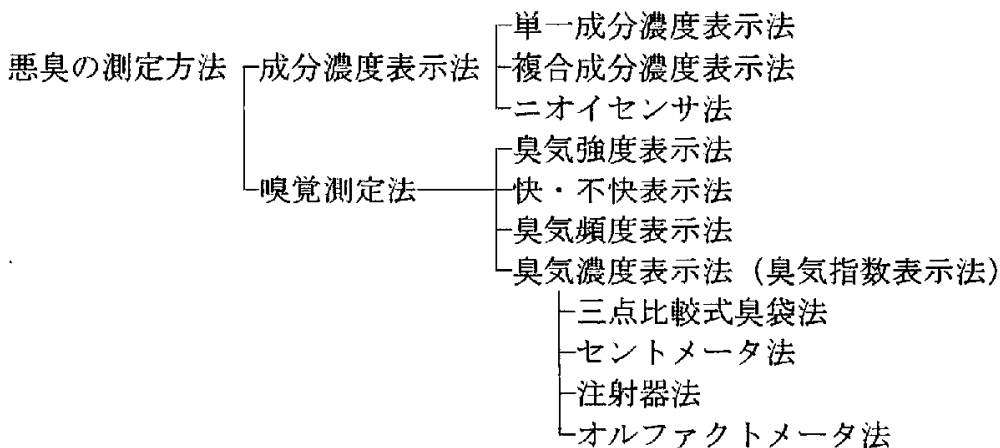 単一成分濃度表示法
悪臭の測定方法 成分濃度表示法 複合成分濃度表示法
ニオイセンサ法
臭気強度表示法
嗅覚測定法 快・不快表示法
臭気頻度表示法
臭気濃度表示法（臭気指数表示法）
三点比較式臭袋法
セントメータ法
注射器法
オルファクトメータ法